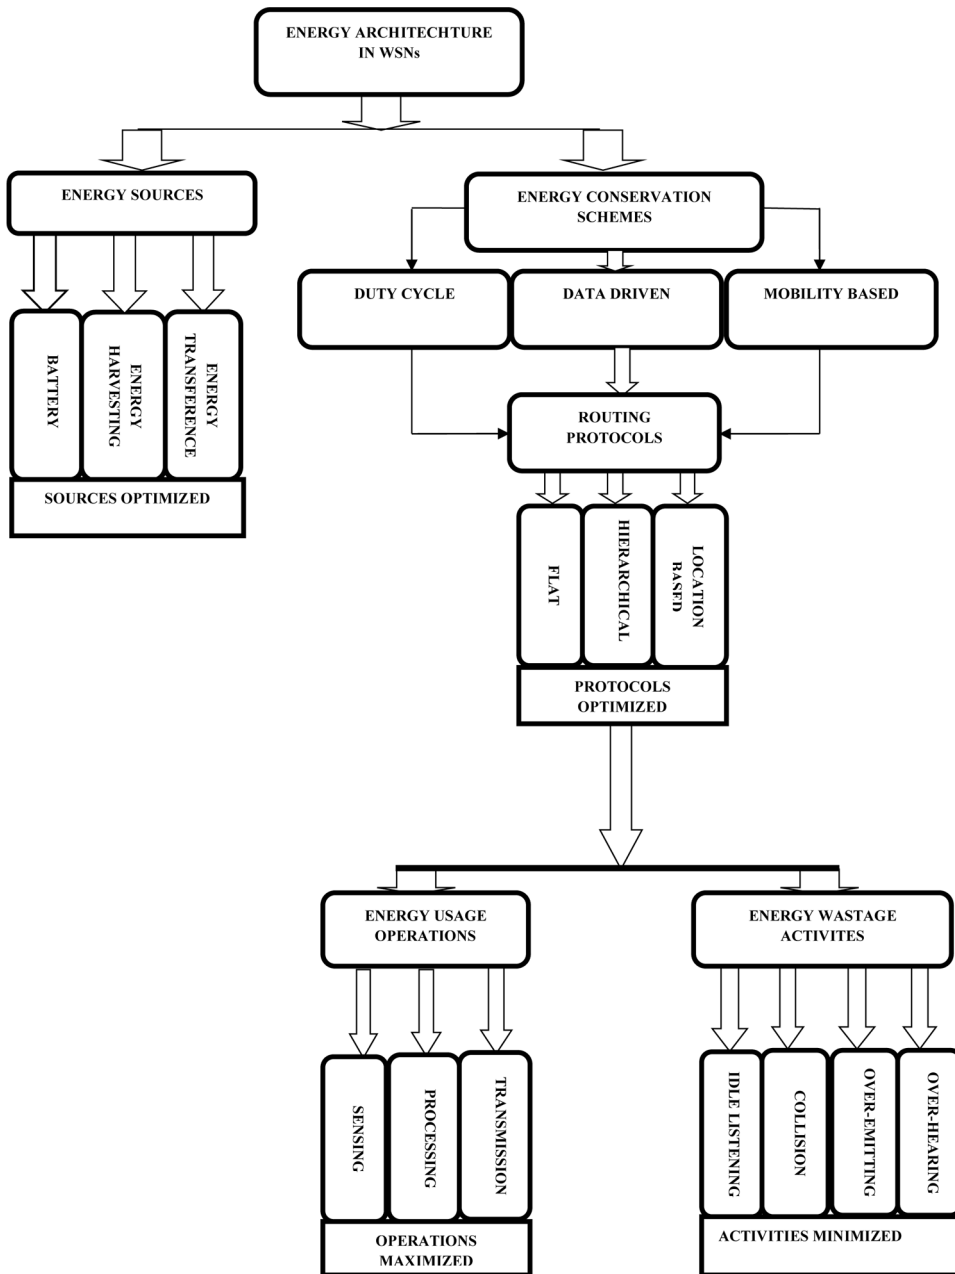 ENERGY ARCHITECHTURE
IN WSNs
ENERGY SOURCES
ENERGY CONSERVATION
SCHEMES
DUTY CYCLE
DATA DRIVEN
MOBILITY BASED
BATTERY
ENERGY
HARVESTING
ENERGY
TRANSFERENCE
SOURCES OPTIMIZED
ROUTING
PROTOCOLS
FLAT
HIERARCHICAL
LOCATION
BASED
PROTOCOLS
OPTIMIZED
ENERGY USAGE
OPERATIONS
ENERGY WASTAGE
ACTIVITES
SENSING
PROCESSING
TRANSMISSION
IDLE LISTENING
COLLISION
OVER-EMITTING
OVER-HEARING
OPERATIONS
MAXIMIZED
ACTIVITIES MINIMIZED